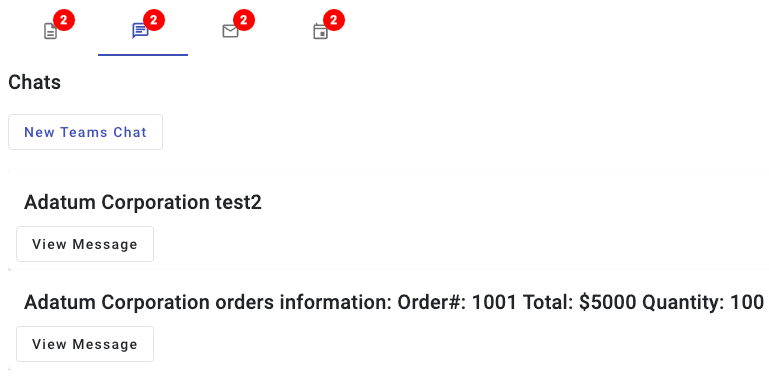 2 2 2 2
Chats
New Teams Chat
Adatum Corporation test2
View Message
Adatum Corporation orders information: Order#: 1001 Total: $5000 Quantity: 100
View Message